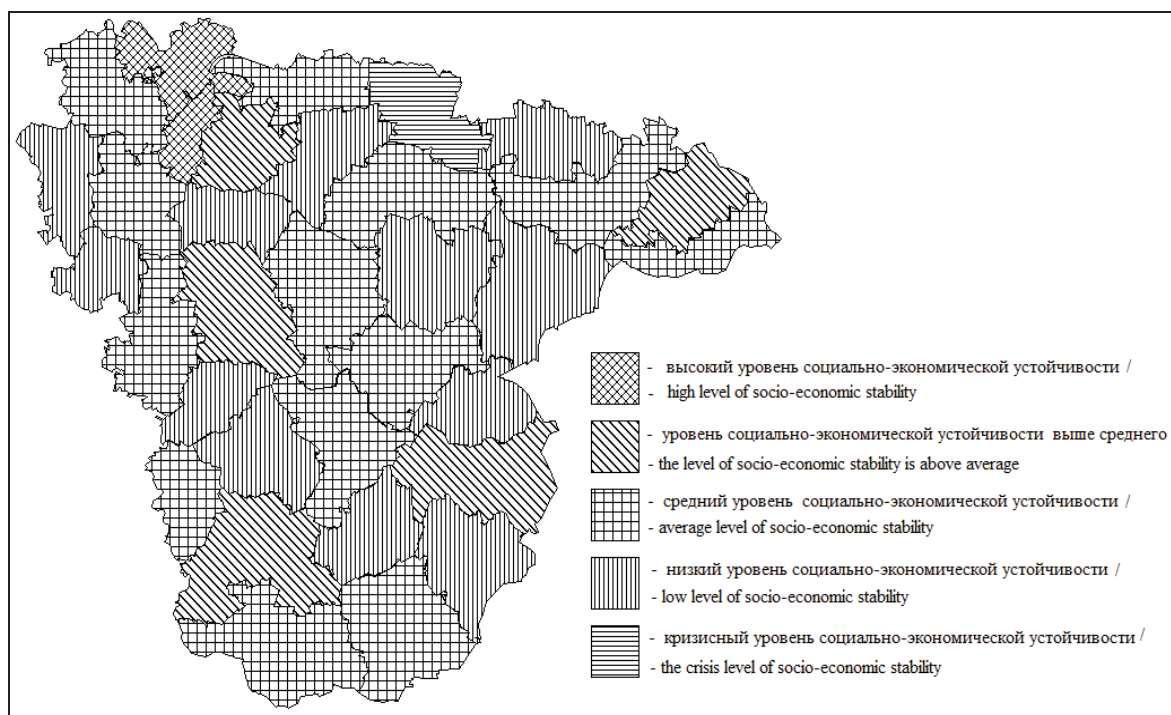 - высокий уровень социально-экономической устойчивости /
- high level of socio-economic stability
- уровень социально-экономической устойчивости выше среднего
- the level of socio-economic stability is above average
- средний уровень социально-экономической устойчивости /
- average level of socio-economic stability
- низкий уровень социально-экономической устойчивости /
- low level of socio-economic stability
- кризисный уровень социально-экономической устойчивости /
- the crisis level of socio-economic stability